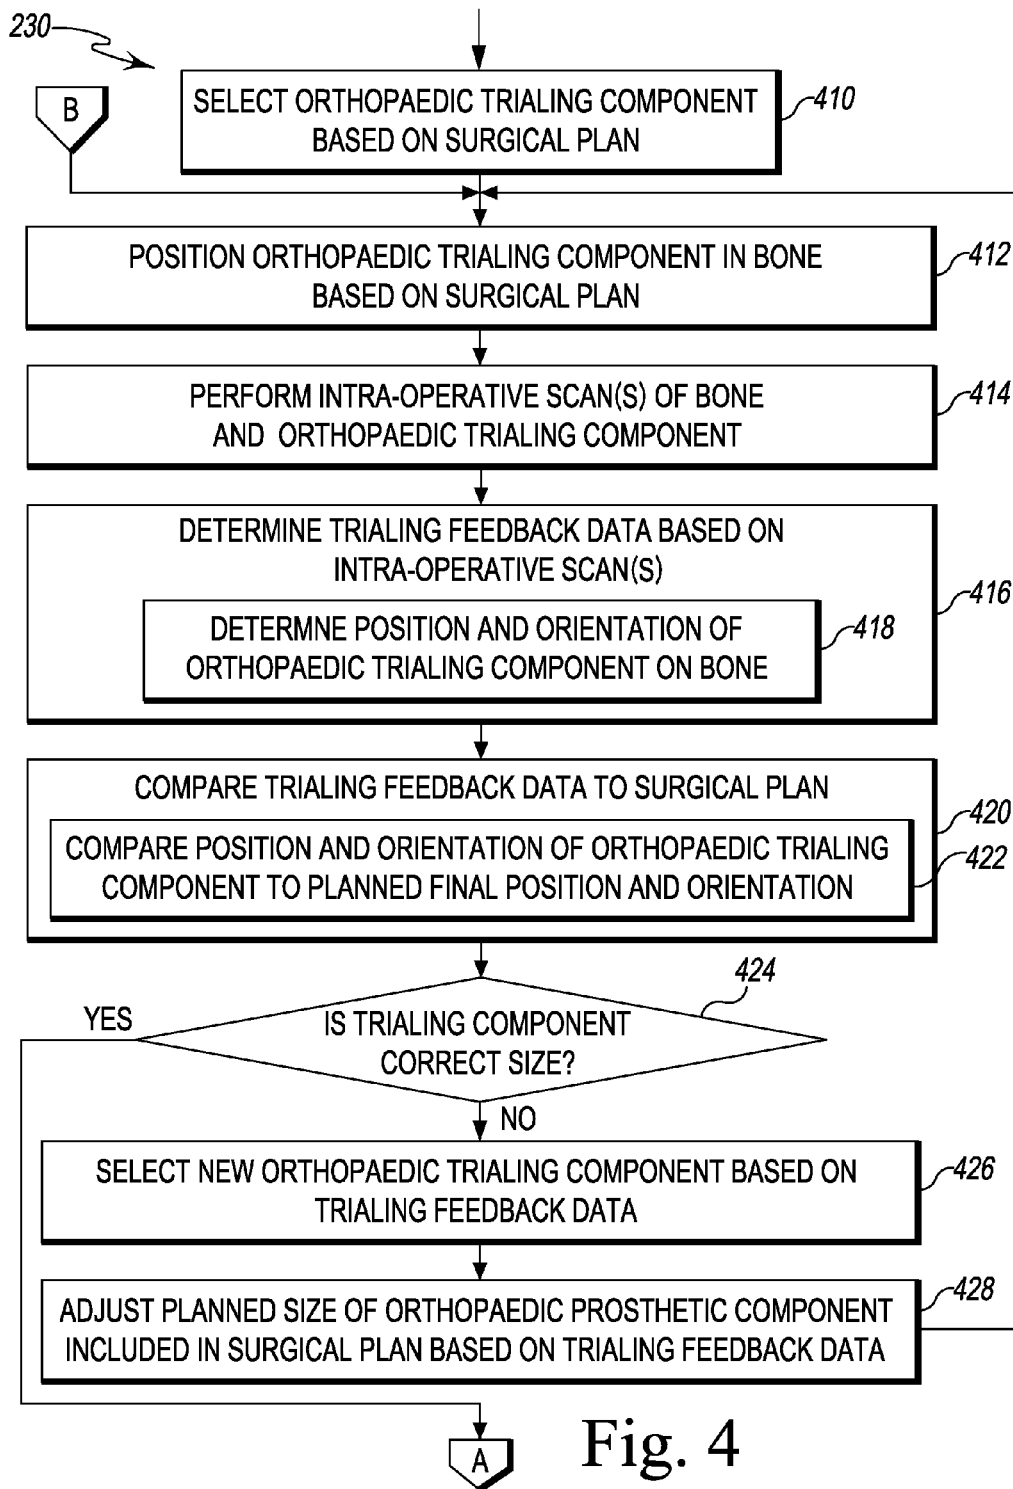 230
B
SELECT ORTHOPAEDIC TRIALING COMPONENT
BASED ON SURGICAL PLAN
410
POSITION ORTHOPAEDIC TRIALING COMPONENT IN BONE
BASED ON SURGICAL PLAN
412
PERFORM INTRA-OPERATIVE SCAN(S) OF BONE
AND ORTHOPAEDIC TRIALING COMPONENT
414
DETERMINE TRIALING FEEDBACK DATA BASED ON
INTRA-OPERATIVE SCAN(S)
416
DETERMNE POSITION AND ORIENTATION OF
ORTHOPAEDIC TRIALING COMPONENT ON BONE
418
COMPARE TRIALING FEEDBACK DATA TO SURGICAL PLAN
420
COMPARE POSITION AND ORIENTATION OF ORTHOPAEDIC TRIALING
COMPONENT TO PLANNED FINAL POSITION AND ORIENTATION
422
424
YES
IS TRIALING COMPONENT
CORRECT SIZE?
NO
SELECT NEW ORTHOPAEDIC TRIALING COMPONENT BASED ON
TRIALING FEEDBACK DATA
426
ADJUST PLANNED SIZE OF ORTHOPAEDIC PROSTHETIC COMPONENT
INCLUDED IN SURGICAL PLAN BASED ON TRIALING FEEDBACK DATA
428
A
Fig. 4